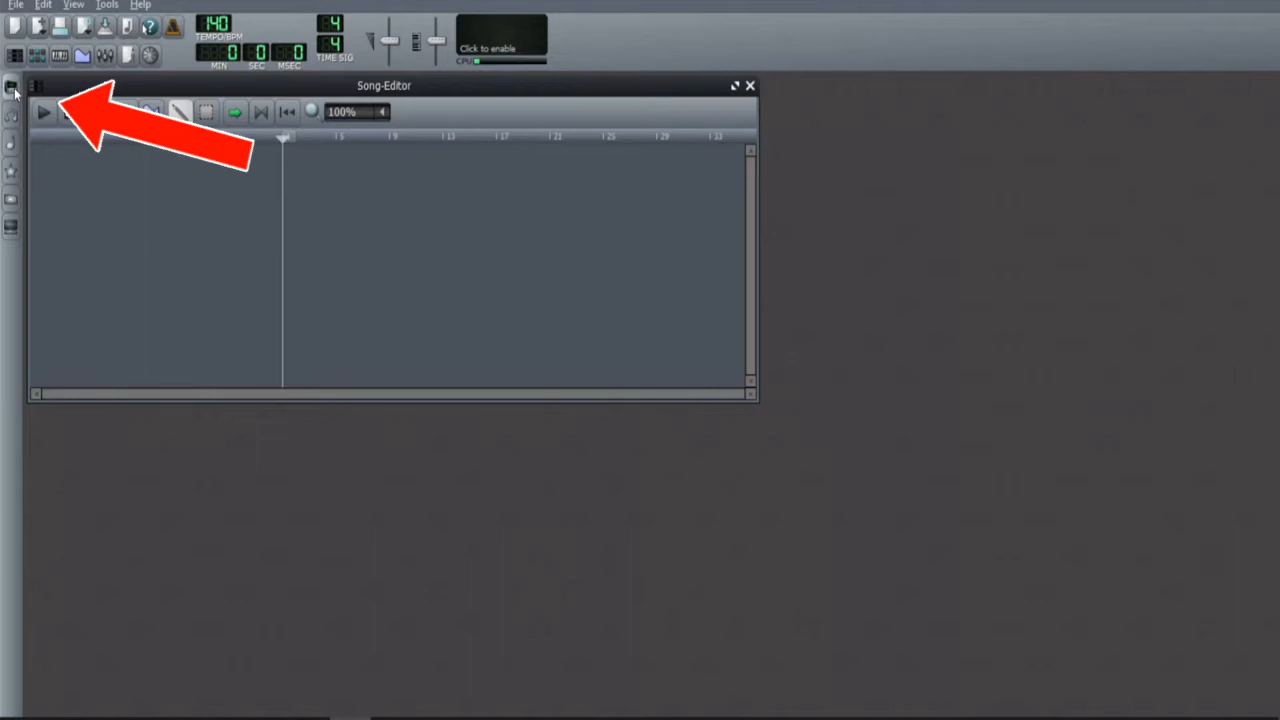 File Edit View Tools Help
140
TEMPO/BPM
0 0 0
MIN SEC MSEC
4
4
TIME SIG
Click to enable
CPU
Song-Editor
100%
5 9 13 17 21 25 29 33